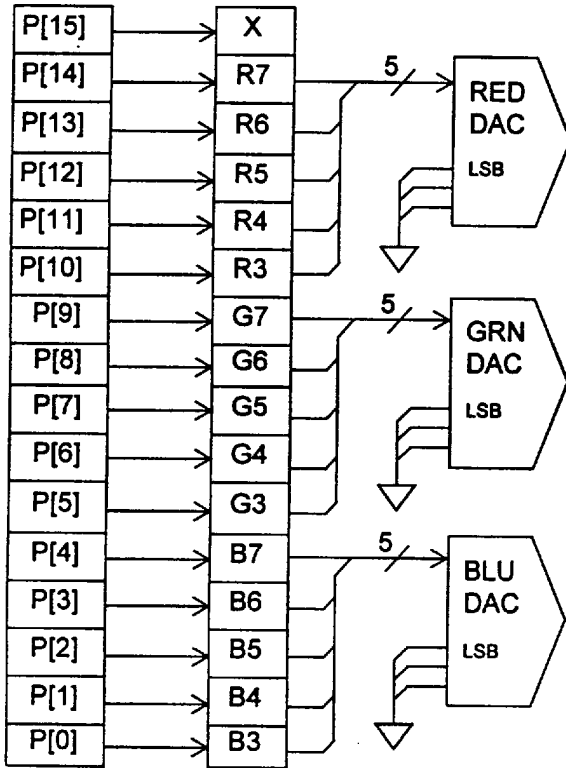 P[15] X
P[14] R7 5 RED
DAC
P[13] R6
P[12] R5 LSB
P[11] R4
P[10] R3
P[9] G7 5 GRN
DAC
P[8] G6
P[7] G5 LSB
P[6] G4
P[5] G3
P[4] B7 5 BLU
DAC
P[3] B6
P[2] B5 LSB
P[1] B4
P[0] B3